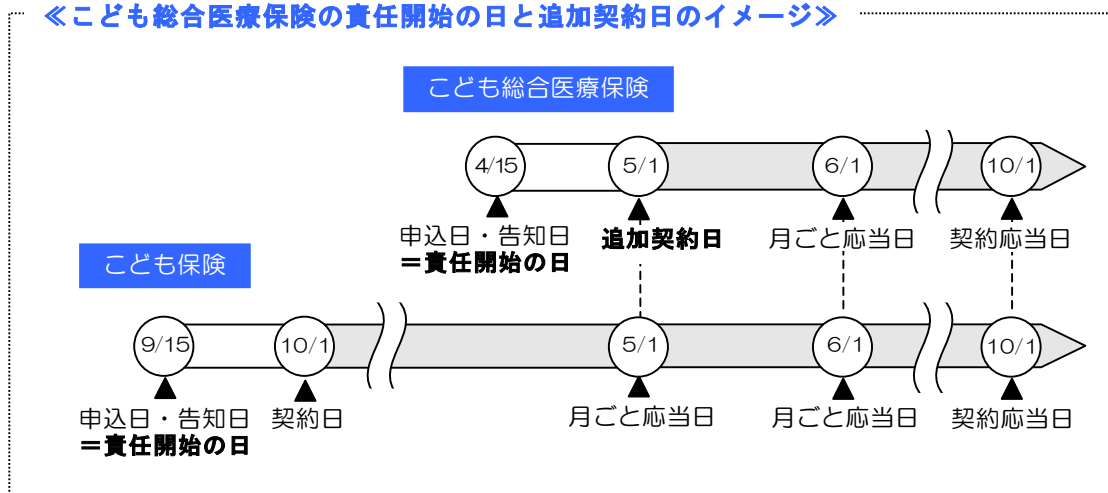 ≪こども総合医療保険の責任開始の日と追加契約日のイメージ≫
こども総合医療保険
4/15
5/1
6/1
10/1
申込日・告知日
＝責任開始の日
追加契約日
月ごと応当日
契約応当日
こども保険
9/15
10/1
5/1
6/1
10/1
申込日・告知日
＝責任開始の日
契約日
月ごと応当日
月ごと応当日
契約応当日